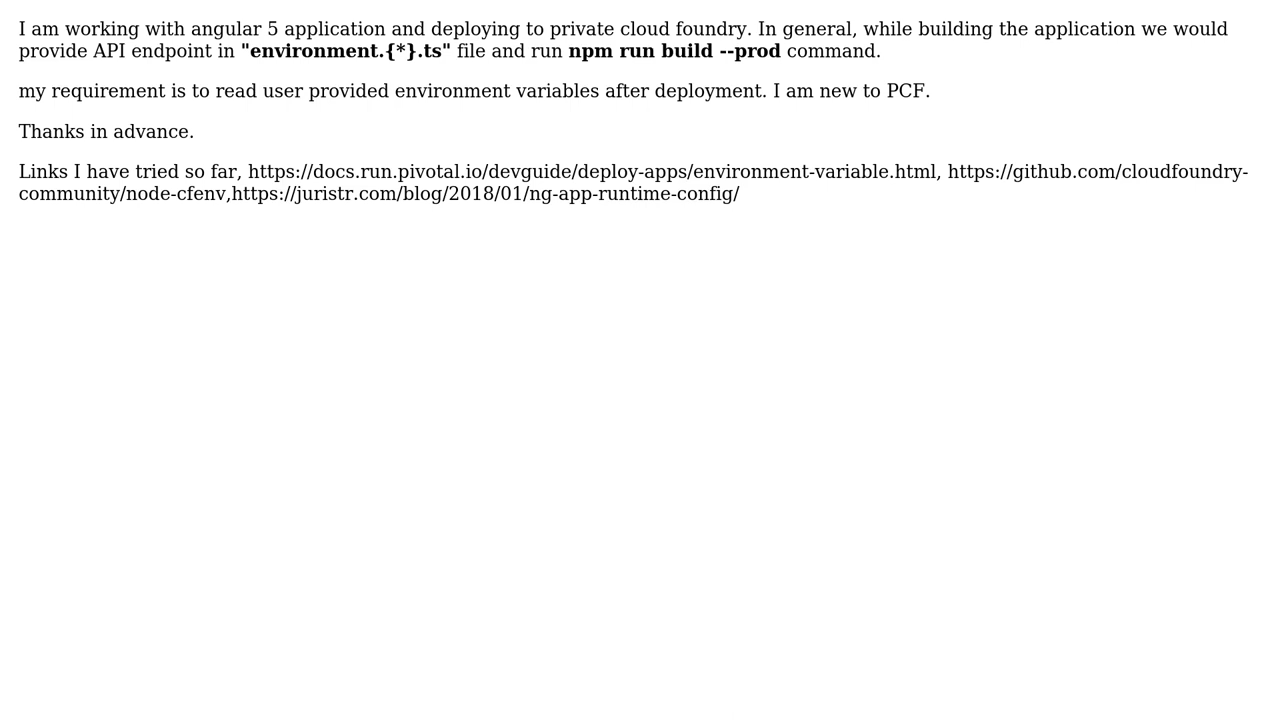 I am working with angular 5 application and deploying to private cloud foundry. In general, while building the application we would
provide API endpoint in "environment.{*}.ts" file and run npm run build --prod command.
my requirement is to read user provided environment variables after deployment. I am new to PCF.
Thanks in advance.
Links I have tried so far, https://docs.run.pivotal.io/devguide/deploy-apps/environment-variable.html, https://github.com/cloudfoundry-
community/node-cfenv,https://juristr.com/blog/2018/01/ng-app-runtime-config/